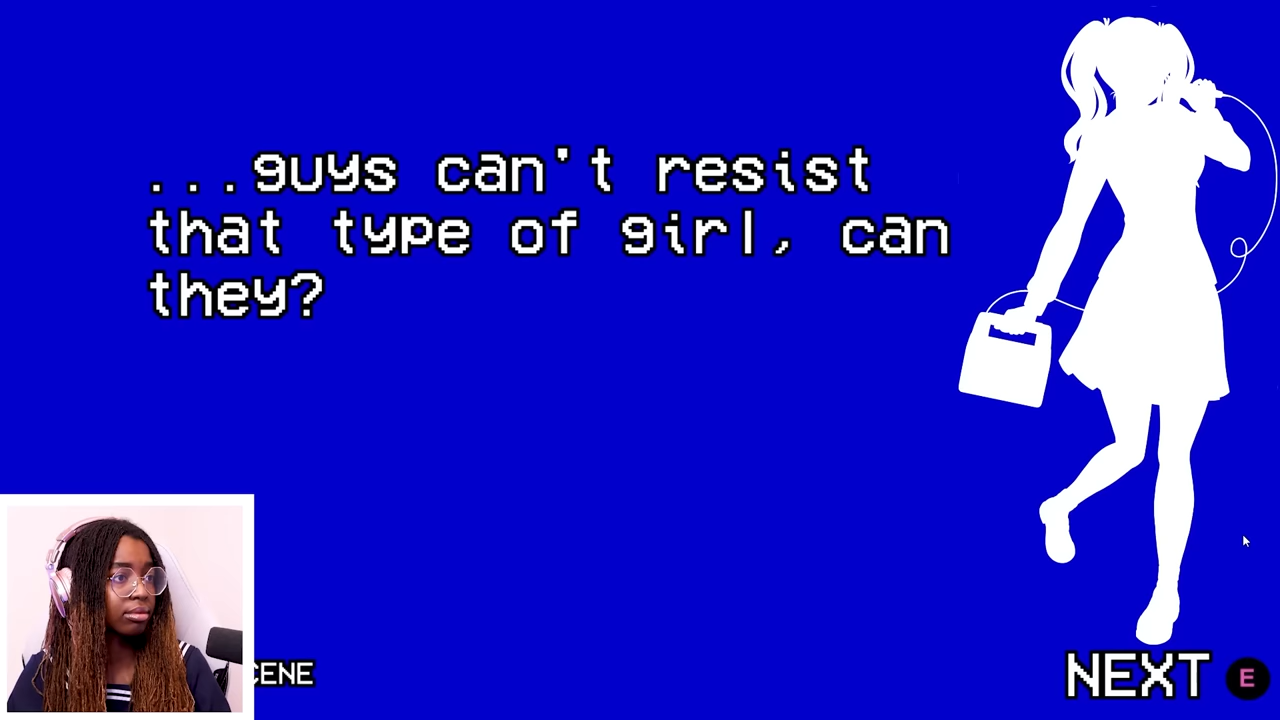 ...guys can't resist
that type of girl, can
they?
CENE
NEXT E